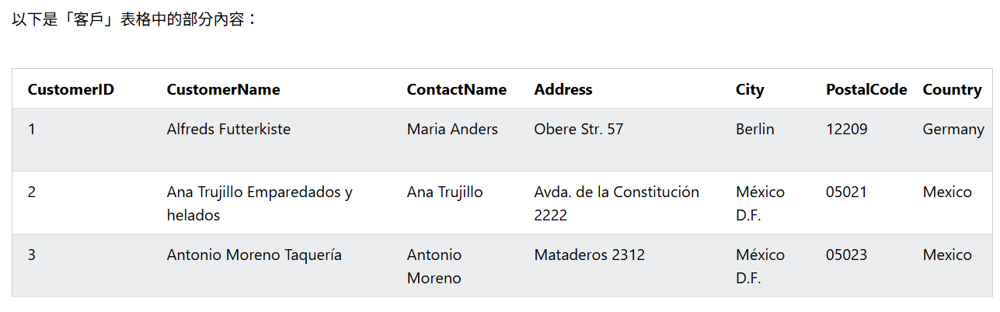 以下是「客戶」表格中的部分內容：
CustomerID CustomerName ContactName Address City PostalCode Country
1 Alfreds Futterkiste Maria Anders Obere Str. 57 Berlin 12209 Germany
2 Ana Trujillo Emparedados y Ana Trujillo Avda. de la Constitución México 05021 Mexico
helados 2222 D.F.
3 Antonio Moreno Taquería Antonio Mataderos 2312 México 05023 Mexico
Moreno D.F.